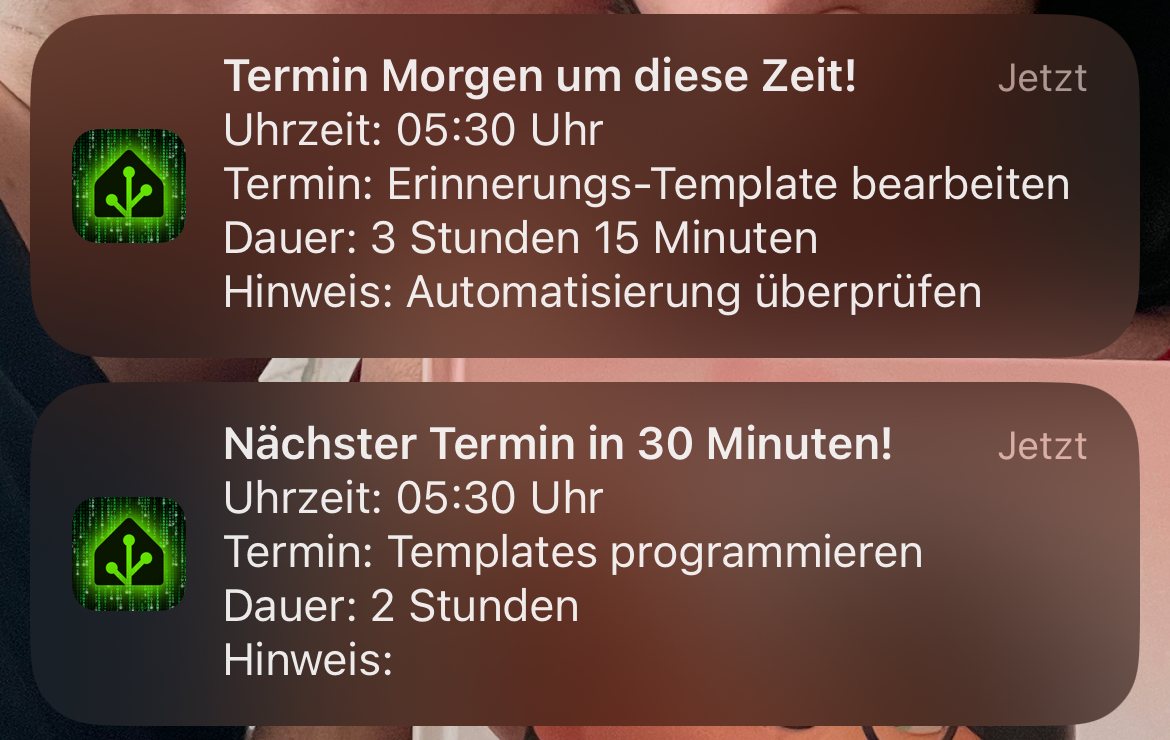 Termin Morgen um diese Zeit!
Jetzt
Uhrzeit: 05:30 Uhr
Termin: Erinnerungs-Template bearbeiten
Dauer: 3 Stunden 15 Minuten
Hinweis: Automatisierung überprüfen
Nächster Termin in 30 Minuten!
Jetzt
Uhrzeit: 05:30 Uhr
Termin: Templates programmieren
Dauer: 2 Stunden
Hinweis: